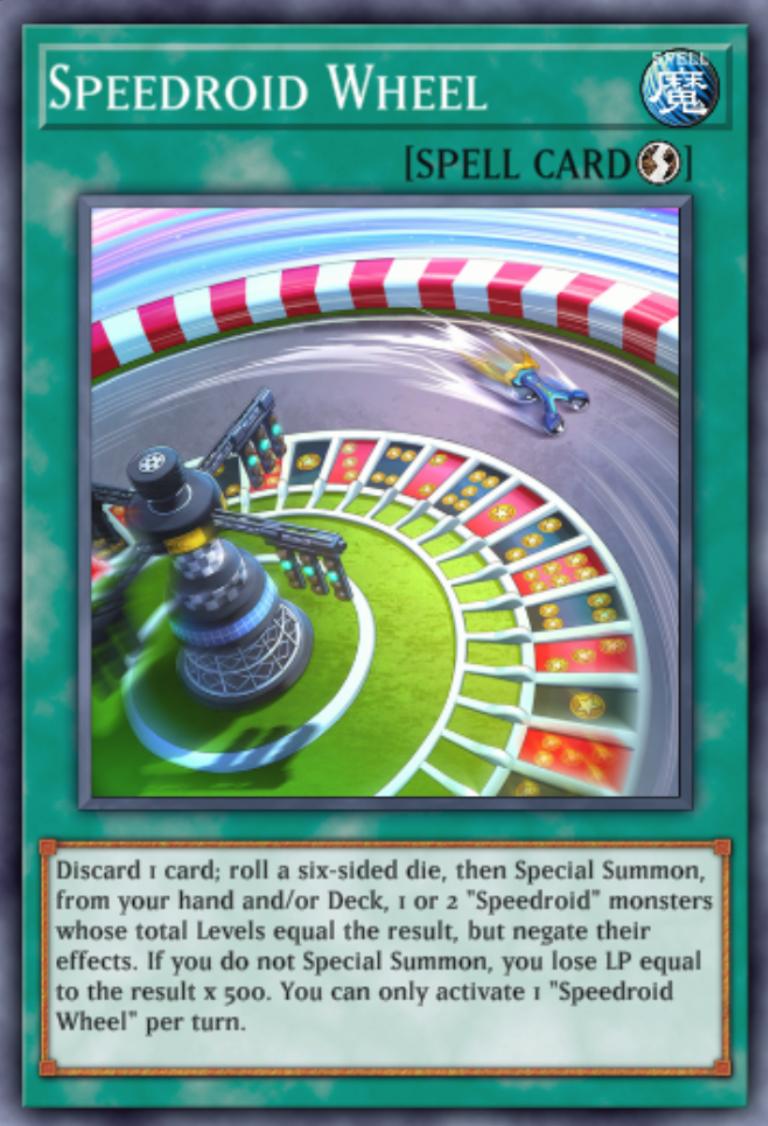 Speedroid Wheel
SPELL
魔
[SPELL CARD]
Discard 1 card; roll a six-sided die, then Special Summon,
from your hand and/or Deck, 1 or 2 "Speedroid" monsters
whose total Levels equal the result, but negate their
effects. If you do not Special Summon, you lose LP equal
to the result x 500. You can only activate 1 "Speedroid
Wheel" per turn.